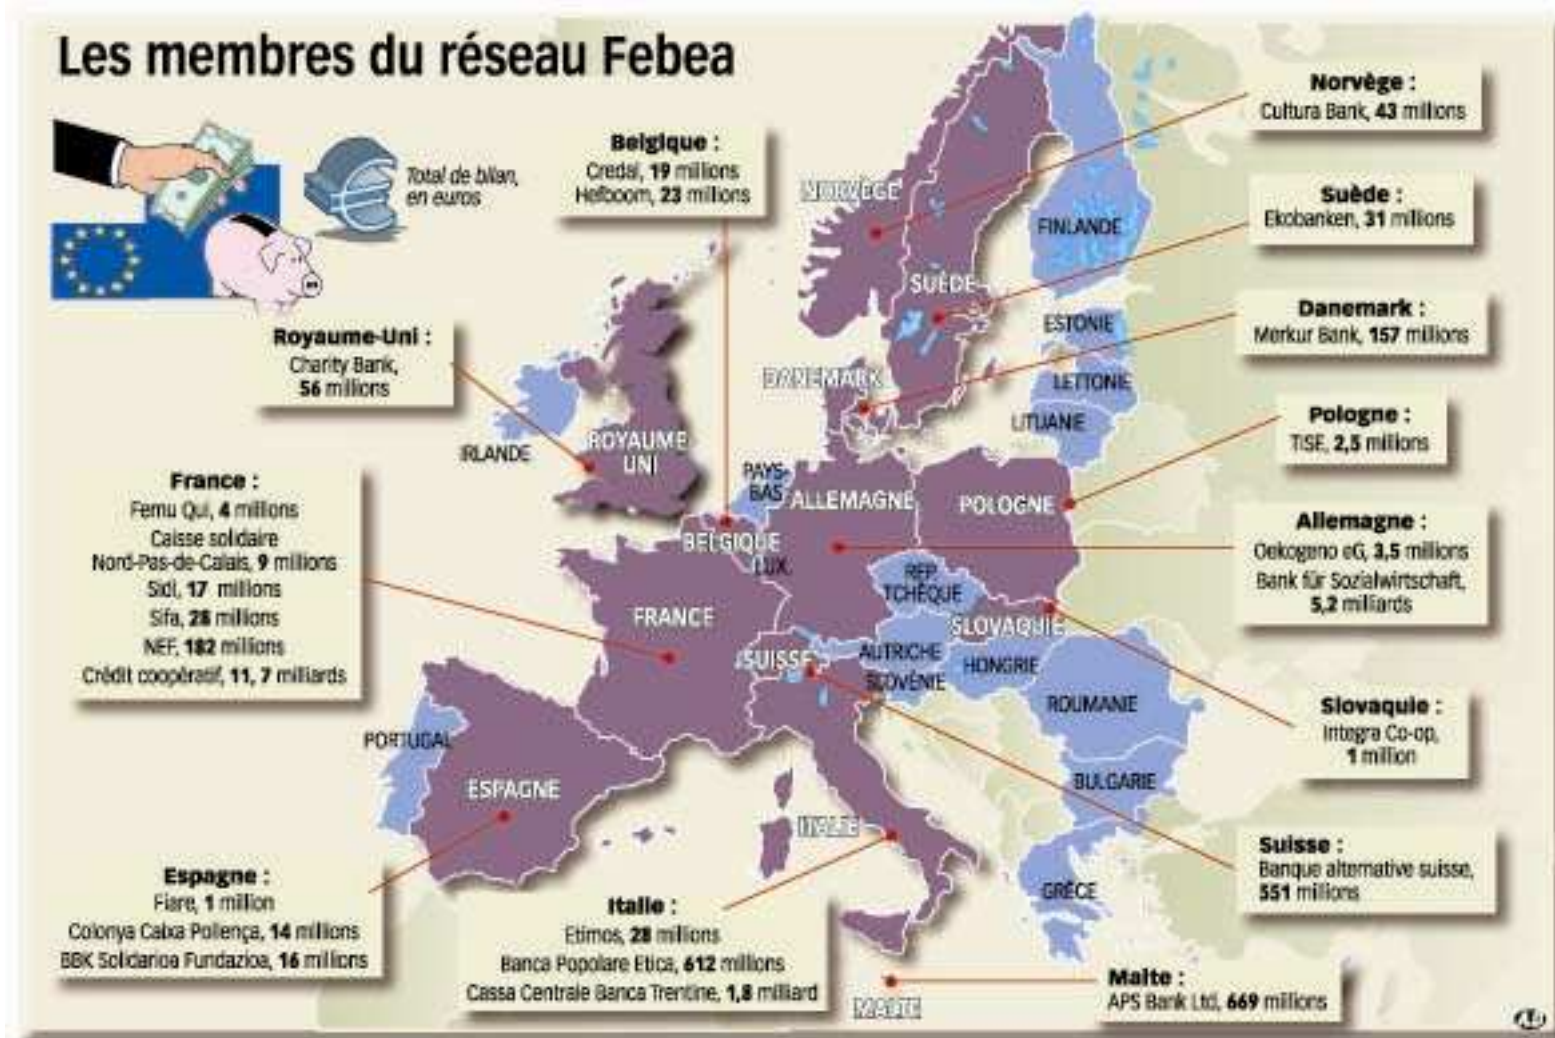 Les membres du réseau Febea
Total de bilan,
en euros
Belgique :
Credal, 19 millions
Hefboom, 23 millions
Norvège :
Cultura Bank, 43 millions
Suède :
Ekobanken, 31 millions
Danemark :
Merkur Bank, 157 millions
Royaume-Uni :
Charity Bank,
56 millions
Pologne :
TISE, 2,5 millions
France :
Femu Qui, 4 millions
Caisse solidaire
Nord-Pas-de-Calais, 9 millions
Sidi, 17 millions
Sifa, 28 millions
NEF, 182 millions
Crédit coopératif, 11, 7 milliards
Allemagne :
Oekogeno eG, 3,5 millions
Bank für Sozialwirtschaft,
5,2 milliards
Slovaquie :
Integra Co-op,
1 million
Suisse :
Banque alternative suisse,
551 millions
Espagne :
Fiare, 1 million
Colonya Caixa Pollença, 14 millions
BBK Solidarioa Fundazioa, 16 millions
Italie :
Etimos, 28 millions
Banca Popolare Etica, 612 millions
Cassa Centrale Banca Trentine, 1,8 milliard
Malte :
APS Bank Ltd, 669 millions
NORVÈGE
FINLANDE
SUÈDE
ESTONIE
DANEMARK
LETTONIE
LITUANIE
IRLANDE
ROYAUME
UNI
PAYS-
BAS
ALLEMAGNE
POLOGNE
BELGIQUE
LUX.
REP.
TCHÈQUE
FRANCE
SLOVAQUIE
SUISSE
AUTRICHE
HONGRIE
SLOVÉNIE
ROUMANIE
PORTUGAL
ESPAGNE
BULGARIE
ITALIE
GRÈCE
MALTE